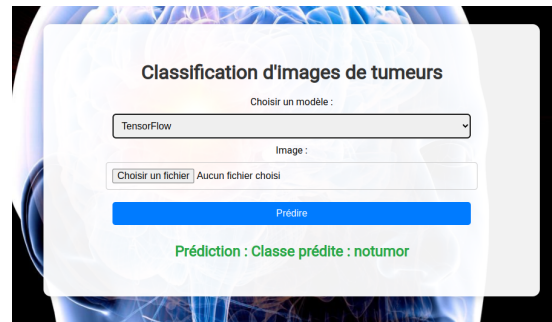 Classification d'images de tumeurs
Choisir un modèle :
TensorFlow
Image :
Choisir un fichier Aucun fichier choisi
Prédire
Prédiction : Classe prédite : notumor